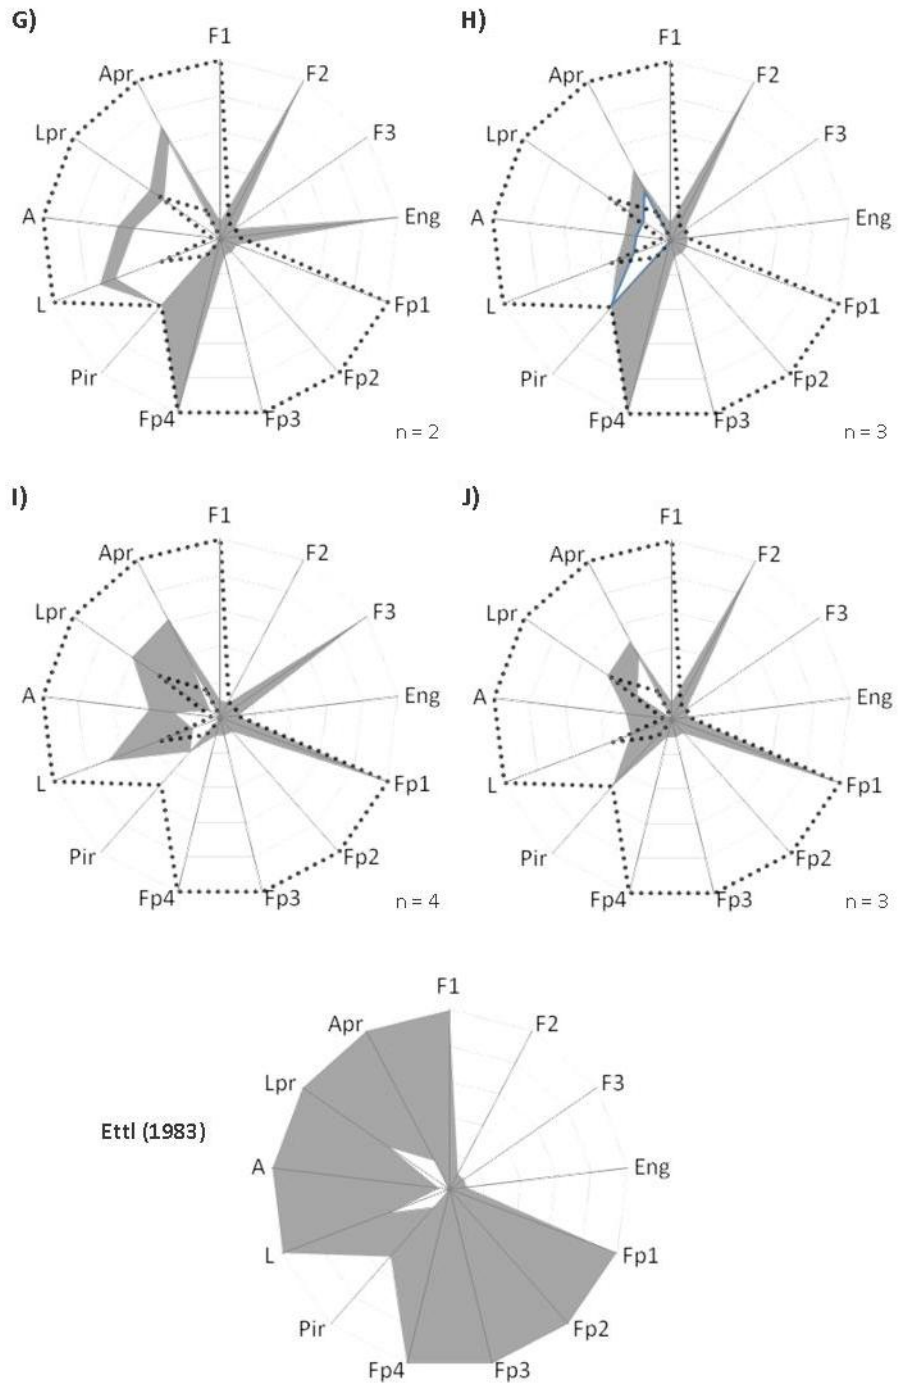 G)
F1
F2
F3
Eng
Fp1
Fp2
Fp3
Fp4
Pir
L
A
Lpr
Apr
n = 2
H)
F1
F2
F3
Eng
Fp1
Fp2
Fp3
Fp4
Pir
L
A
Lpr
Apr
n = 3
I)
F1
F2
F3
Eng
Fp1
Fp2
Fp3
Fp4
Pir
L
A
Lpr
Apr
n = 4
J)
F1
F2
F3
Eng
Fp1
Fp2
Fp3
Fp4
Pir
L
A
Lpr
Apr
n = 3
Ettl (1983)
F1
F2
F3
Eng
Fp1
Fp2
Fp3
Fp4
Pir
L
A
Lpr
Apr